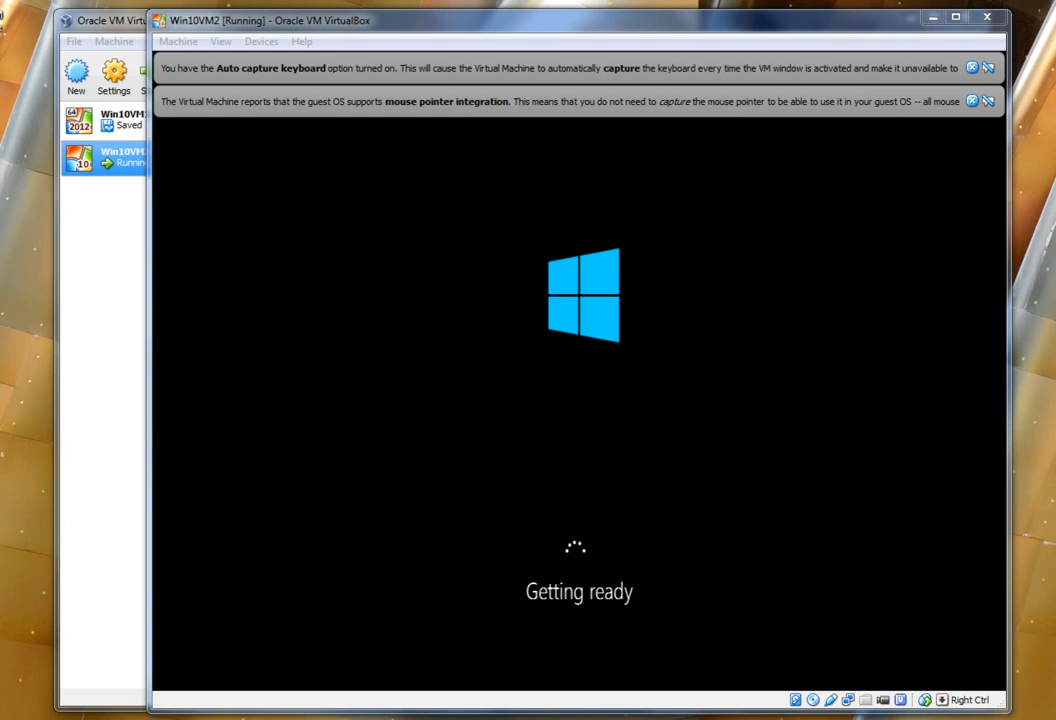 Oracle VM Virtu
Win10VM2 [Running] - Oracle VM VirtualBox
File Machine
Machine View Devices Help
You have the Auto capture keyboard option turned on. This will cause the Virtual Machine to automatically capture the keyboard every time the VM window is activated and make it unavailable to
New Settings S
The Virtual Machine reports that the guest OS supports mouse pointer integration. This means that you do not need to capture the mouse pointer to be able to use it in your guest OS -- all mouse
64
2012
Win10VM
Saved
10
Win10VM
Runnin
Getting ready
Right Ctrl